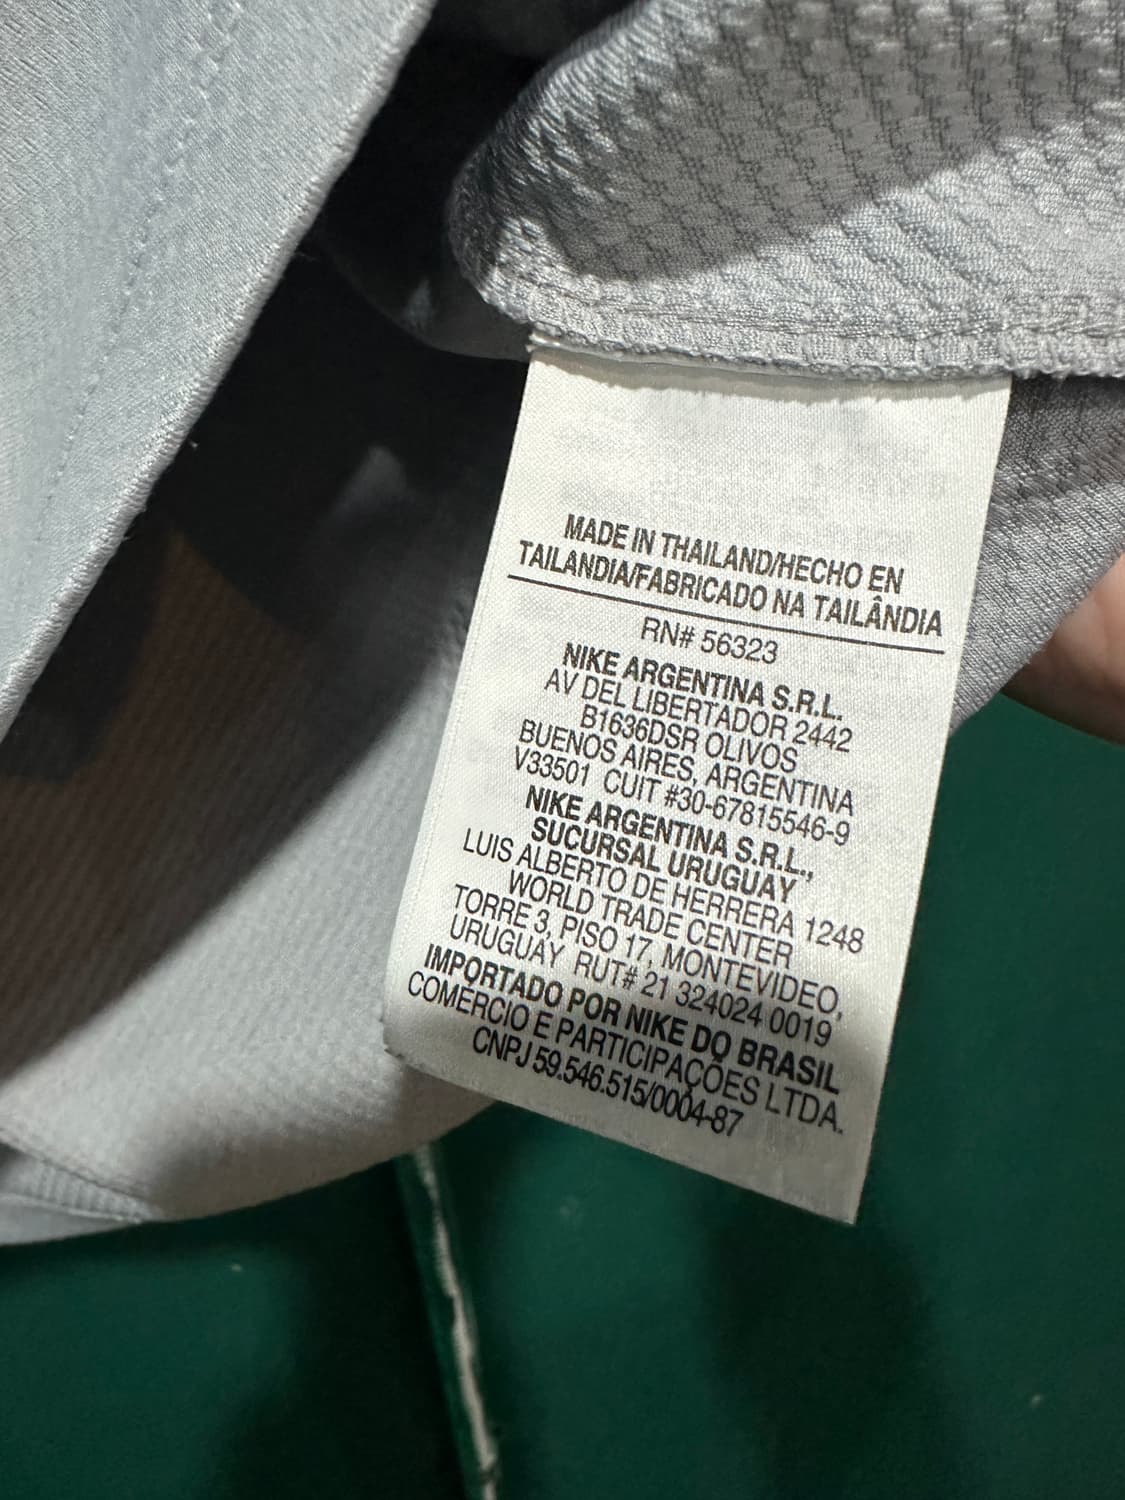 MADE IN THAILAND/HECHO EN
TAILANDIA/FABRICADO NA TAILÂNDIA
RN# 56323
NIKE ARGENTINA S.R.L.
AV DEL LIBERTADOR 2442
B1636DSR OLIVOS
BUENOS AIRES, ARGENTINA
V33501 CUIT #30-67815546-9
NIKE ARGENTINA S.R.L.,
SUCURSAL URUGUAY
LUIS ALBERTO DE HERRERA 1248
WORLD TRADE CENTER
TORRE 3, PISO 17, MONTEVIDEO,
URUGUAY RUT# 21 324024 0019
IMPORTADO POR NIKE DO BRASIL
COMÉRCIO E PARTICIPAÇÕES LTDA.
CNPJ 59.546.515/0004-87